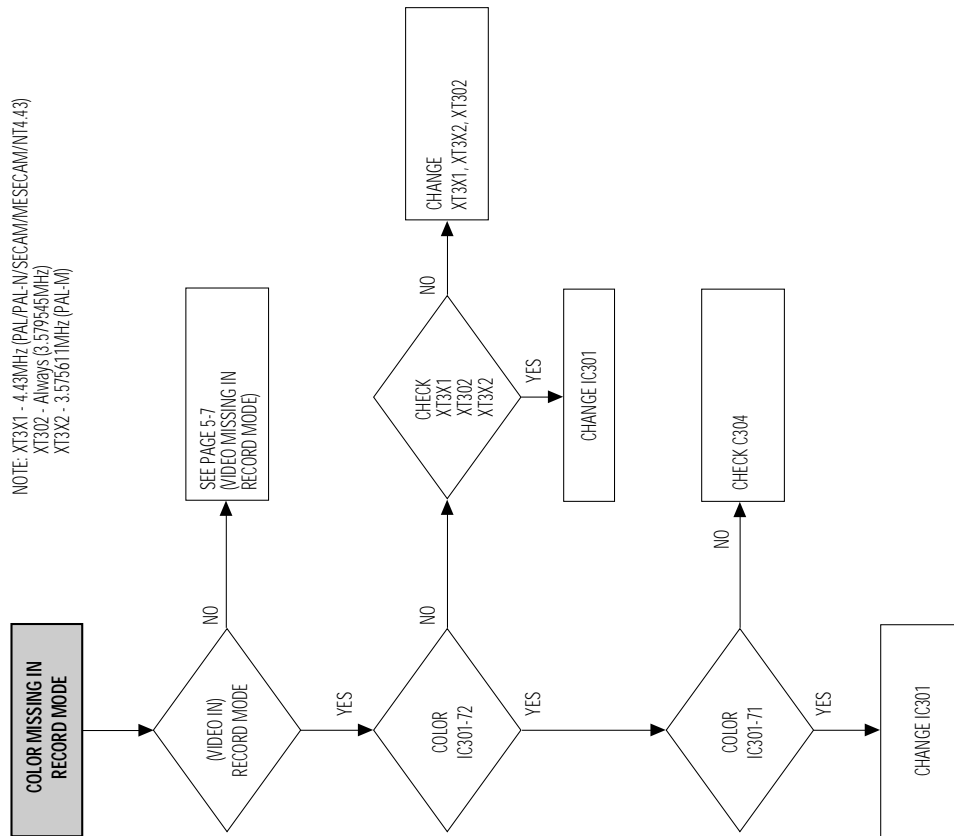 NOTE: XT3X1 - 4.43MHz (PAL/PAL-N/SECAM/MESECAM/NT4.43)
XT302 - Always (3.579545MHz)
XT3X2 - 3.575611MHz (PAL-M)
COLOR MISSING IN
RECORD MODE
(VIDEO IN)
RECORD MODE
NO
SEE PAGE 5-7
(VIDEO MISSING IN
RECORD MODE)
YES
COLOR
IC301-72
NO
CHECK
XT3X1
XT302
XT3X2
NO
CHANGE
XT3X1, XT3X2, XT302
YES
CHANGE IC301
YES
COLOR
IC301-71
NO
CHECK C304
YES
CHANGE IC301